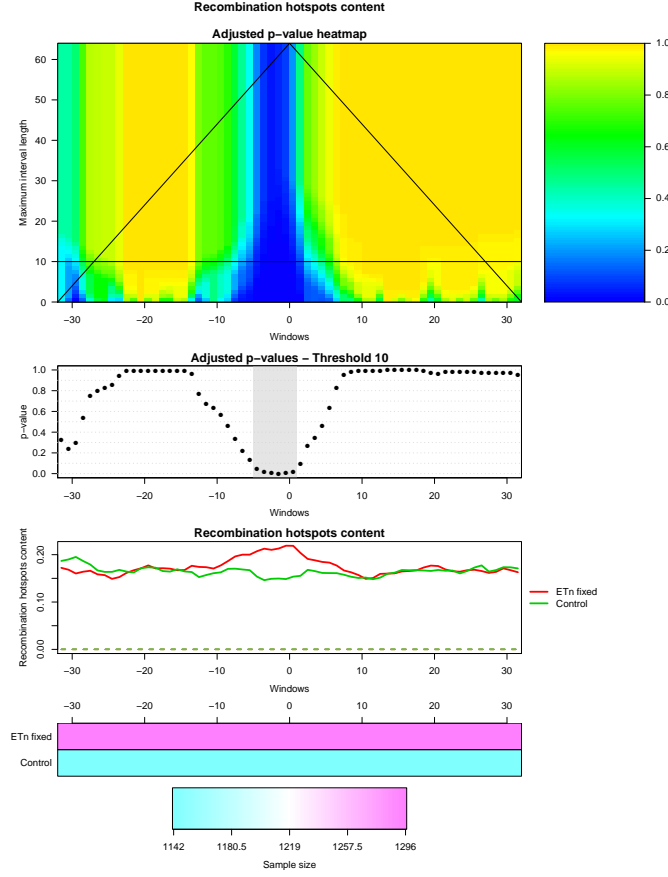 Recombination hotspots content
Adjusted p−value heatmap
Maximum interval length
0 10 20 30 40 50 60
−30 −20 −10 0 10 20 30
Windows
0.0 0.2 0.4 0.6 0.8 1.0
Adjusted p−values − Threshold 10
p−value
0.0 0.2 0.4 0.6 0.8 1.0
−30 −20 −10 0 10 20 30
Windows
Recombination hotspots content
Recombination hotspots content
0.00 0.10 0.20
−30 −20 −10 0 10 20 30
Windows
ETn fixed
Control
−30 −20 −10 0 10 20 30
ETn fixed
Control
1142 1180.5 1219 1257.5 1296
Sample size